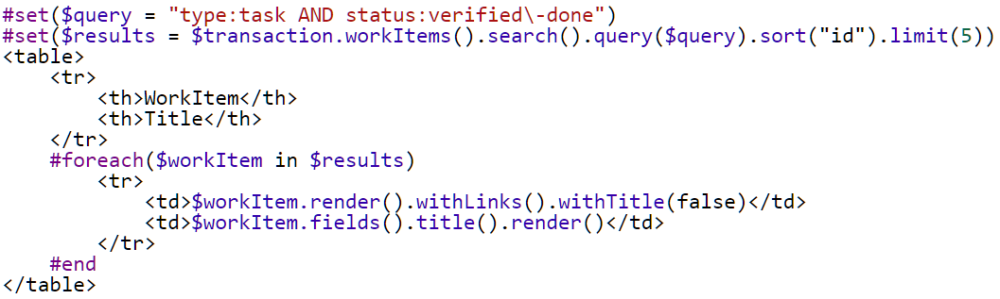 #set($query = "type:task AND status:verified\-done")
#set($results = $transaction.workItems().search().query($query).sort("id").limit(5))
<table>
    <tr>
        <th>WorkItem</th>
        <th>Title</th>
    </tr>
    #foreach($workItem in $results)
        <tr>
            <td>$workItem.render().withLinks().withTitle(false)</td>
            <td>$workItem.fields().title().render()</td>
        </tr>
    #end
</table>